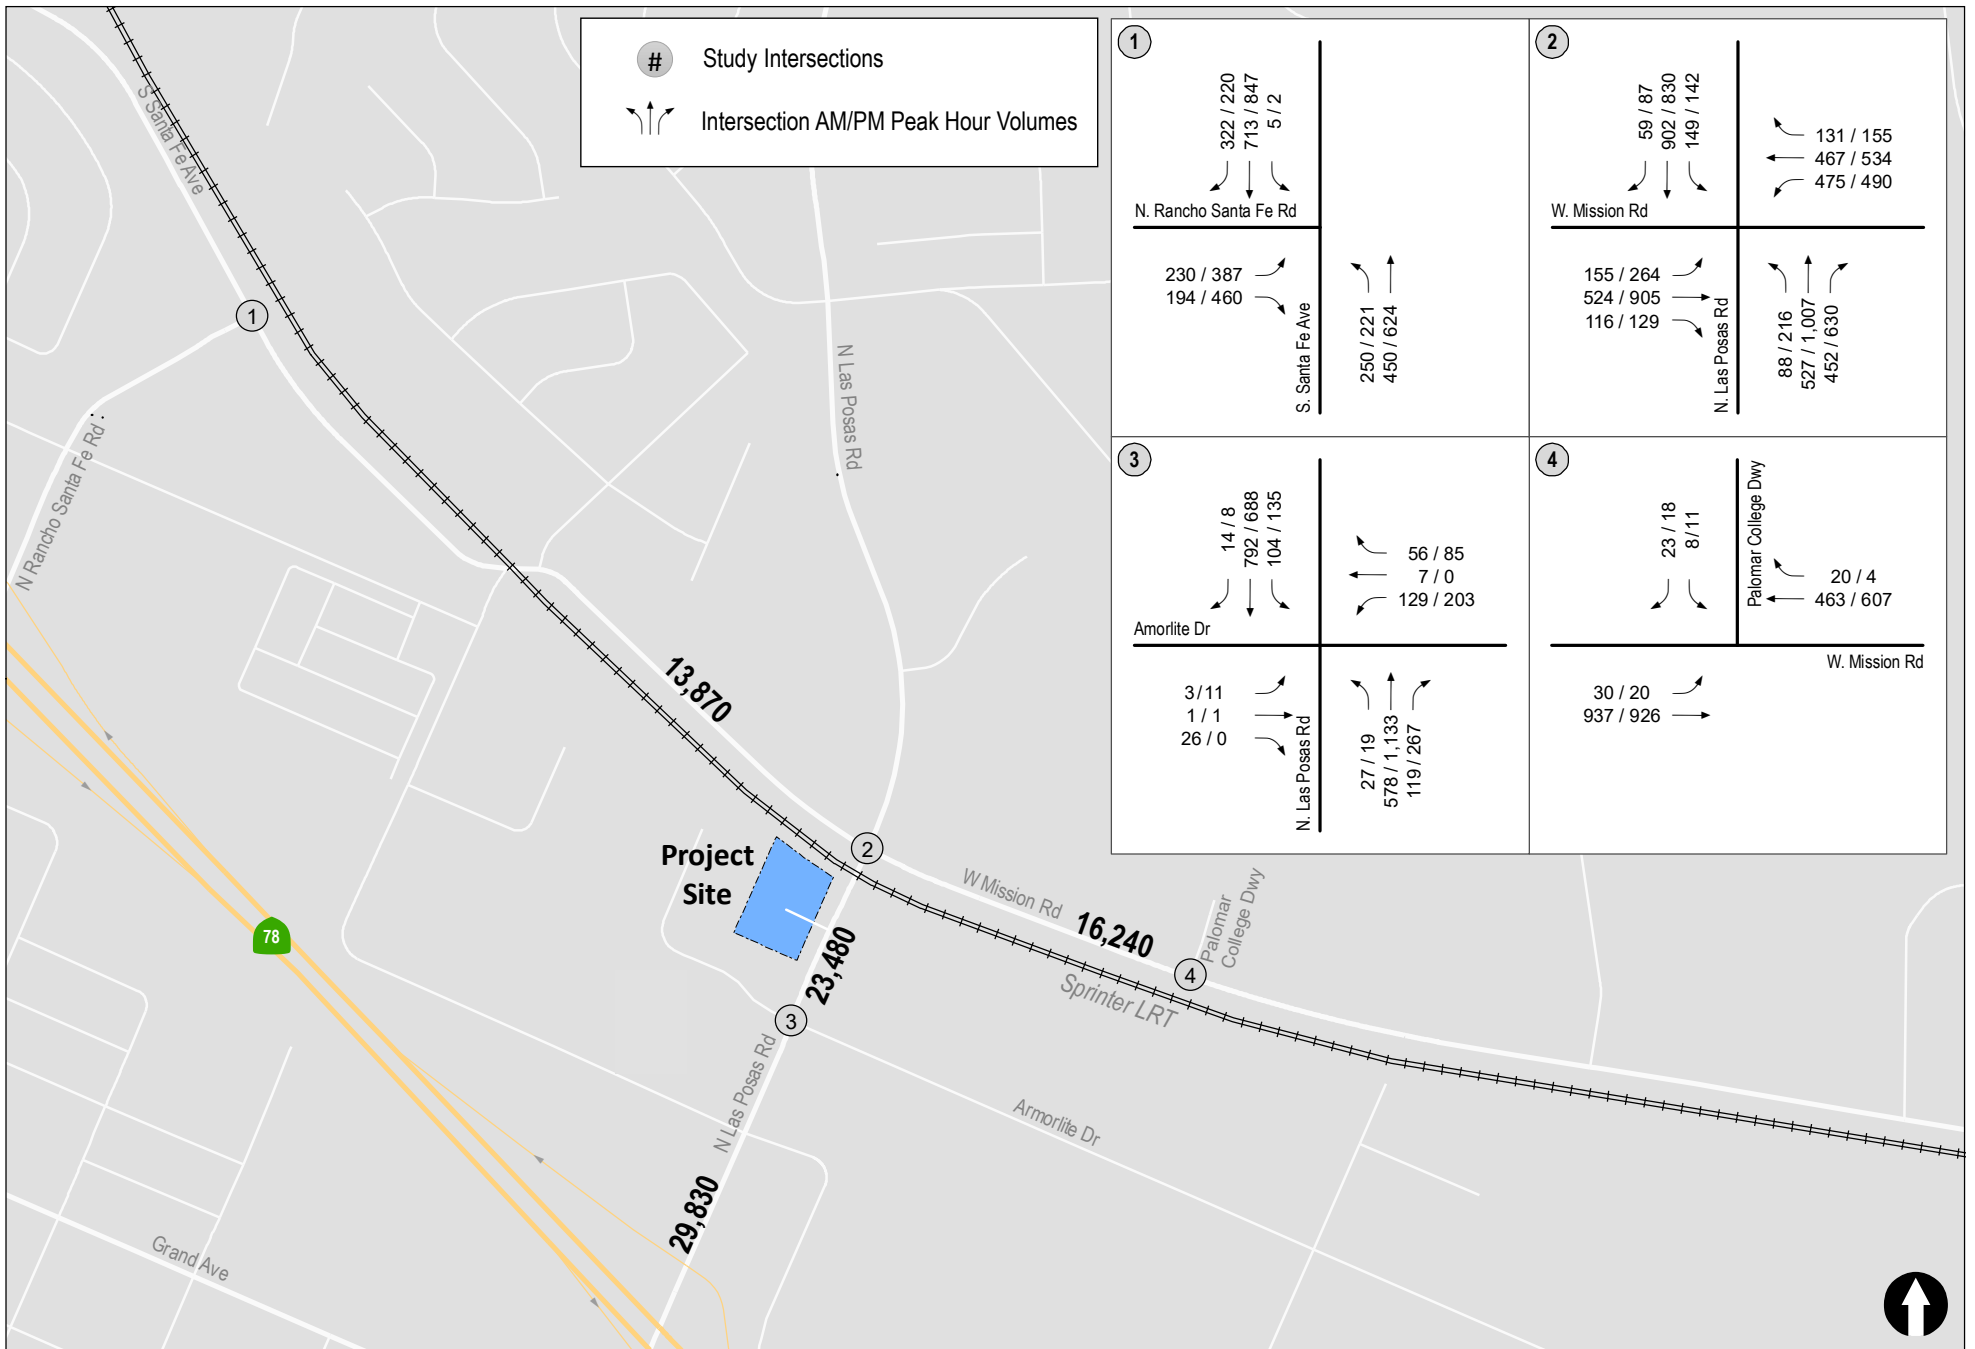 # Study Intersections
Intersection AM/PM Peak Hour Volumes
1
322 / 220
713 / 847
5 / 2
N. Rancho Santa Fe Rd
230 / 387
194 / 460
S. Santa Fe Ave
250 / 221
450 / 624
2
59 / 87
902 / 830
149 / 142
131 / 155
467 / 534
475 / 490
W. Mission Rd
155 / 264
524 / 905
116 / 129
N. Las Posas Rd
88 / 216
527 / 1,007
452 / 630
3
14 / 8
792 / 688
104 / 135
56 / 85
7 / 0
129 / 203
Amorlite Dr
3 / 11
1 / 1
26 / 0
N. Las Posas Rd
27 / 19
578 / 1,133
119 / 267
4
23 / 18
8 / 11
Palomar College Dwy
20 / 4
463 / 607
W. Mission Rd
30 / 20
937 / 926
S Santa Fe Ave
1
N Rancho Santa Fe Rd
N Las Posas Rd
13,870
2
Project
Site
W Mission Rd
16,240
Palomar
College Dwy
4
Sprinter LRT
23,480
3
78
N Las Posas Rd
Armorlite Dr
29,830
Grand Ave